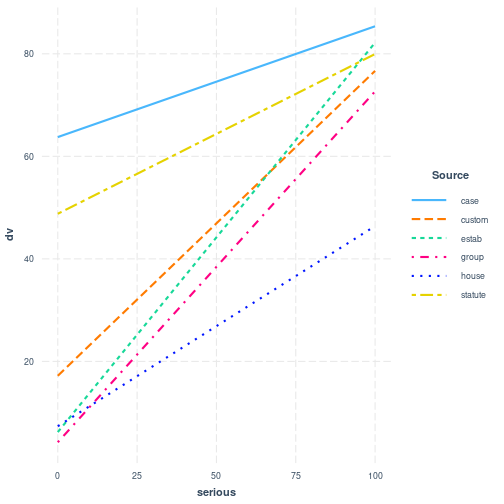 80
60
40
20
dv
0 25 50 75 100
serious
Source
case
custom
estab
group
house
statute